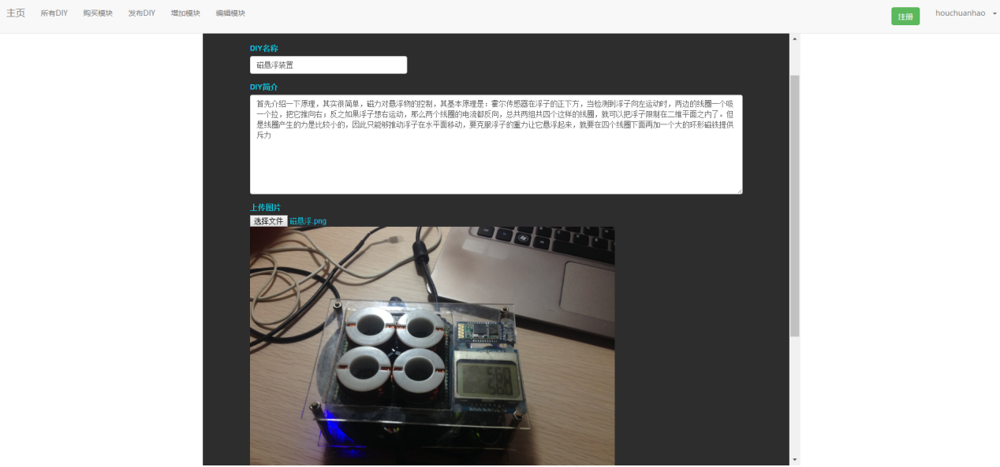 主页 所有DIY 购买模块 发布DIY 增加模块 编辑模块 注册 houchuanhao
DIY名称
磁悬浮装置
DIY简介
首先介绍一下原理，其实很简单，磁力对悬浮物的控制，其基本原理是：霍尔传感器在浮子的正下方，当检测到浮子向左运动时，两边的线圈一个吸
一个拉，把它推向右；反之如果浮子想右运动，那么两个线圈的电流都反向，总共两组共四个这样的线圈，就可以把浮子限制在二维平面之内了。但
是线圈产生的力是比较小的，因此只能够推动浮子在水平面移动，要克服浮子的重力让它悬浮起来，就要在四个线圈下面再加一个大的环形磁铁提供
斥力
上传图片
选择文件 磁悬浮.png